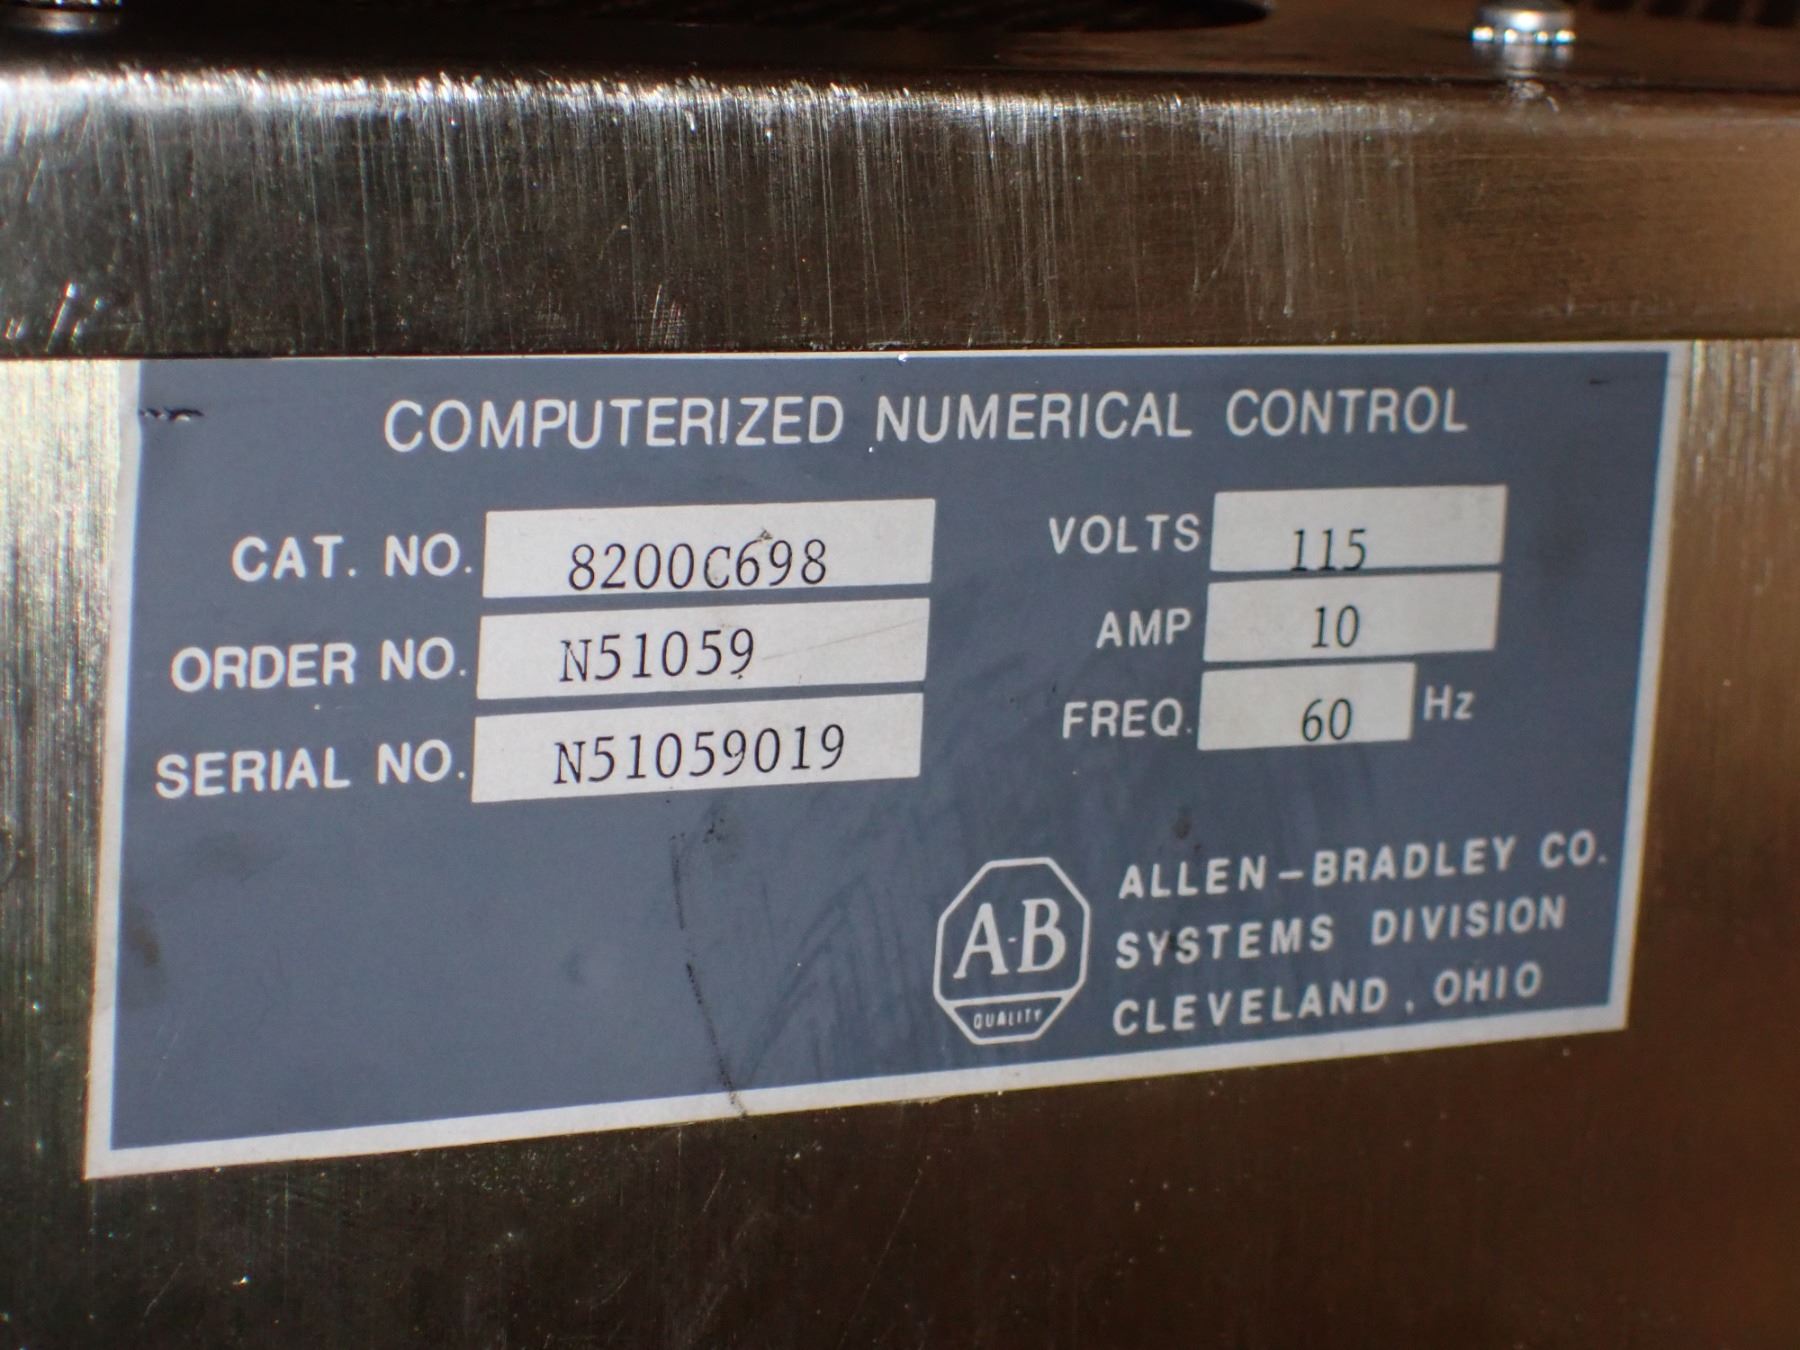 COMPUTERIZED NUMERICAL CONTROL
CAT. NO. 8200C698
ORDER NO. N51059
SERIAL NO. N51059019
VOLTS 115
AMP 10
FREQ. 60 Hz
A-B
QUALITY
ALLEN-BRADLEY CO.
SYSTEMS DIVISION
CLEVELAND, OHIO